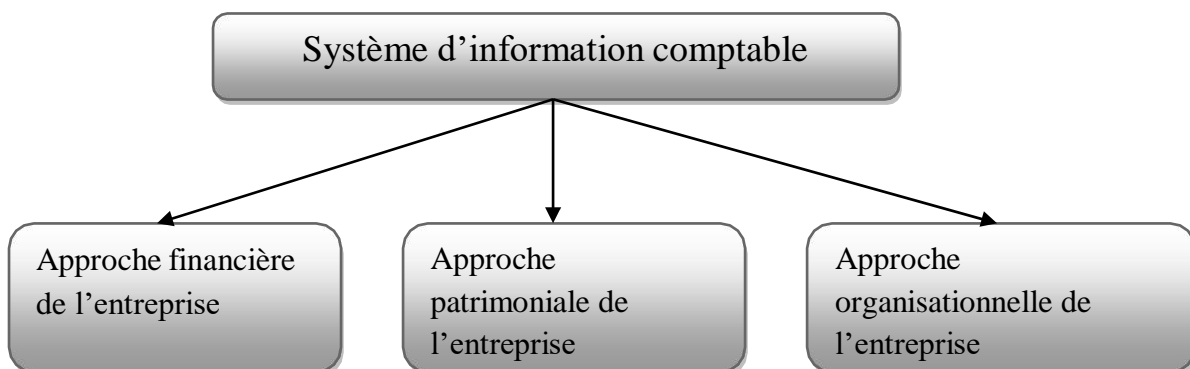 Système d’information comptable
Approche financière
de l’entreprise
Approche
patrimoniale de
l’entreprise
Approche
organisationnelle de
l’entreprise